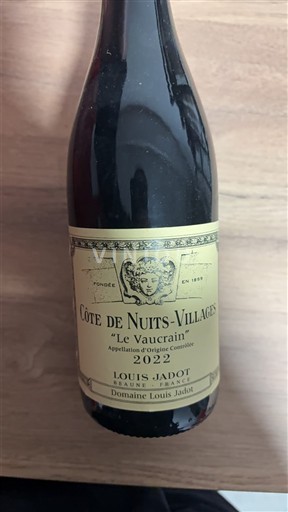 FONDÉE EN 1859
CÔTE DE NUITS-VILLAGES
"Le Vaucrain"
Appellation d'Origine Contrôlée
2022
LOUIS JADOT
BEAUNE - FRANCE
Domaine Louis Jadot